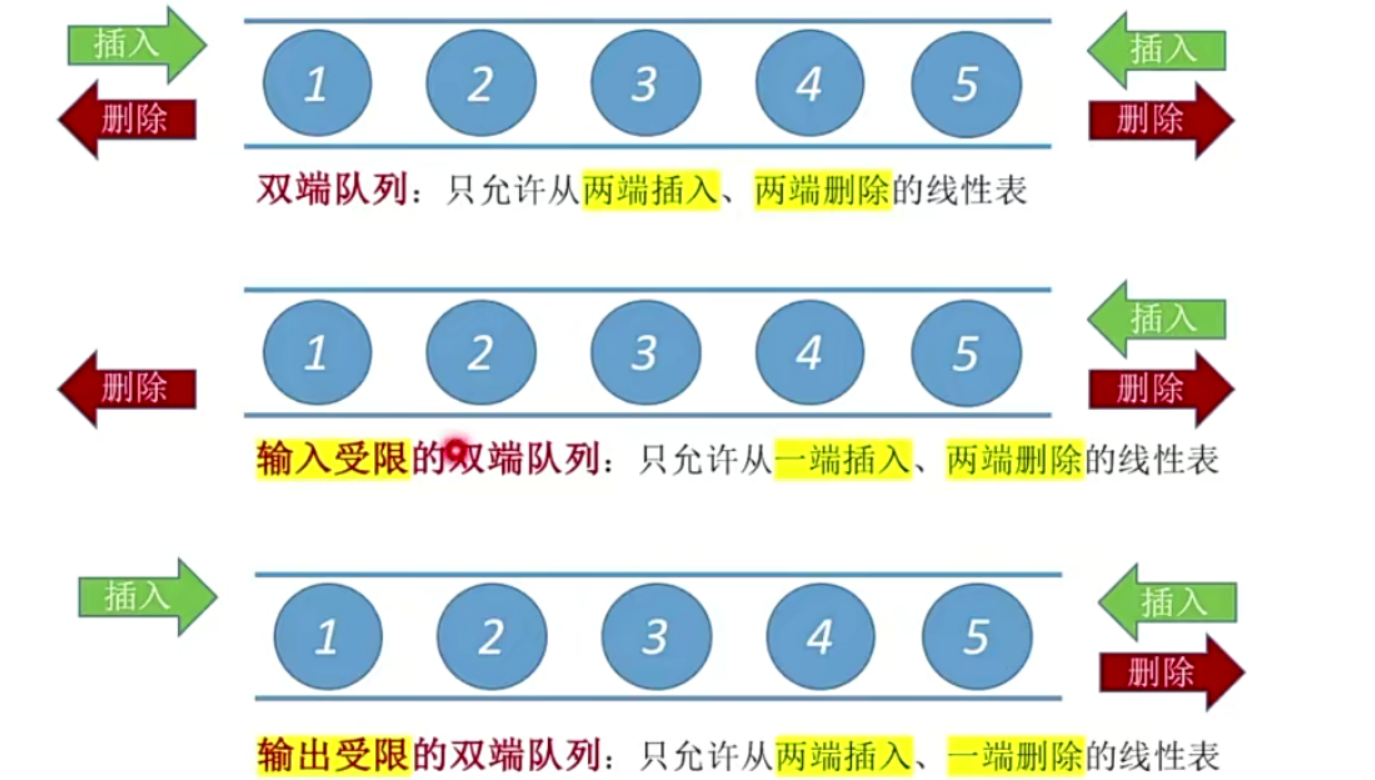 插入 插入
1 2 3 4 5
删除 删除
双端队列：只允许从两端插入、两端删除的线性表
插入
1 2 3 4 5
删除 删除
输入受限的双端队列：只允许从一端插入、两端删除的线性表
插入 插入
1 2 3 4 5
删除
输出受限的双端队列：只允许从两端插入、一端删除的线性表